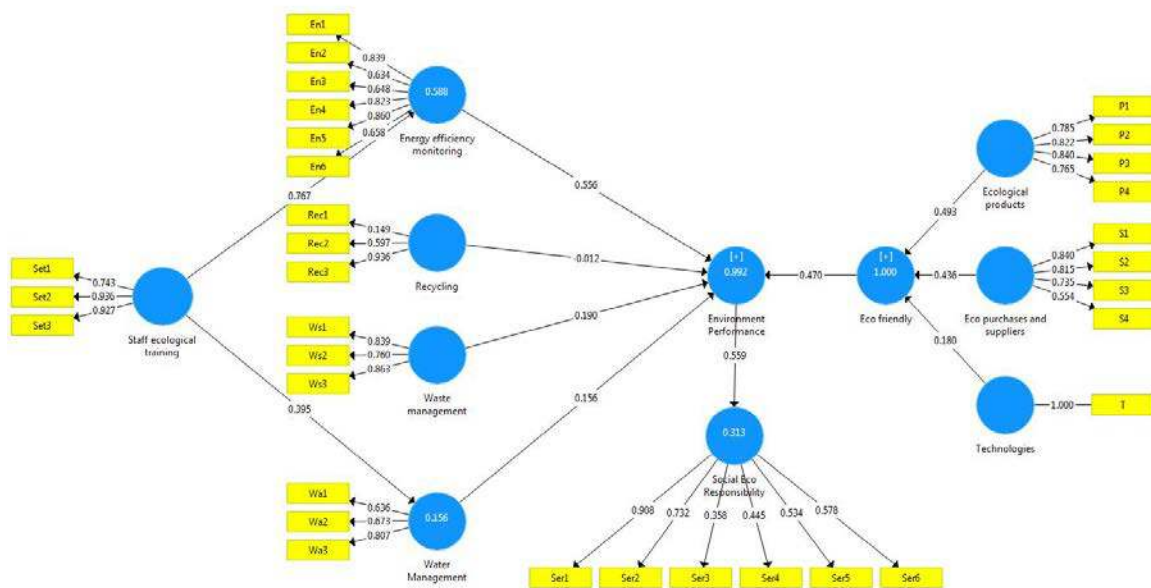 En1
En2
En3
En4
En5
En6
0.839
0.634
0.648
0.823
0.860
0.658
0.588
Energy efficiency
monitoring
0.767
0.556
Rec1
Rec2
Rec3
0.149
0.597
0.936
Recycling
-0.012
Set1
Set2
Set3
0.743
0.936
0.927
Staff ecological
training
Ws1
Ws2
Ws3
0.839
0.760
0.863
Waste
management
0.190
0.395
0.156
Wa1
Wa2
Wa3
0.636
0.673
0.807
0.156
Water
Management
[+]
0.992
Environment
Performance
0.470
[+]
1.000
Eco friendly
0.559
0.313
Social Eco
Responsibility
0.908
0.732
0.358
0.445
0.534
0.578
Ser1
Ser2
Ser3
Ser4
Ser5
Ser6
0.493
Ecological
products
0.785
0.822
0.840
0.765
P1
P2
P3
P4
0.436
Eco purchases and
suppliers
0.840
0.815
0.735
0.554
S1
S2
S3
S4
0.180
Technologies
1.000
T